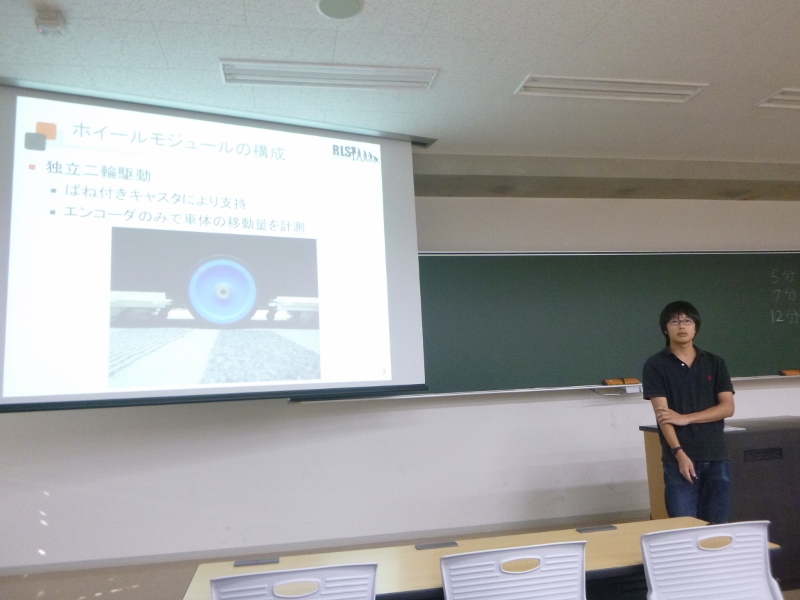 ホイールモジュールの構成
RLSP
独立二輪駆動
ばね付きキャスタにより支持
エンコーダのみで車体の移動量を計測
5分
7分
12分